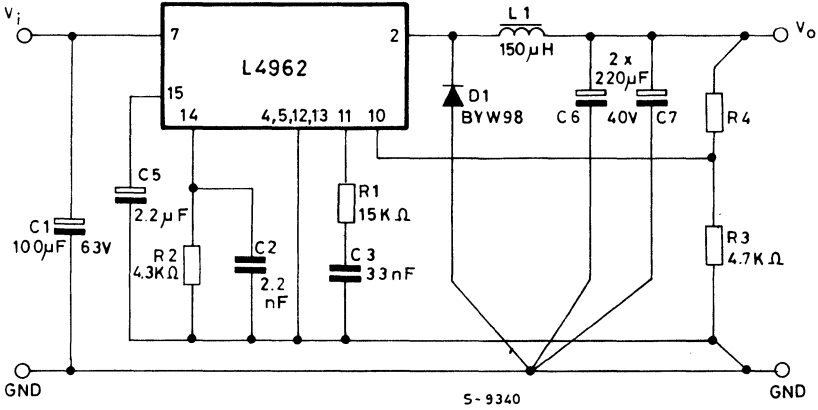 Vi
7
L4962
2
L1
150µH
Vo
15
14
4,5,12,13
11
10
D1
BYW98
2x
220µF
C6
40V
C7
R4
C5
2.2µF
C1
100µF
63V
R2
4.3KΩ
C2
2.2
nF
R1
15KΩ
C3
33nF
R3
4.7KΩ
GND
GND
S-9340